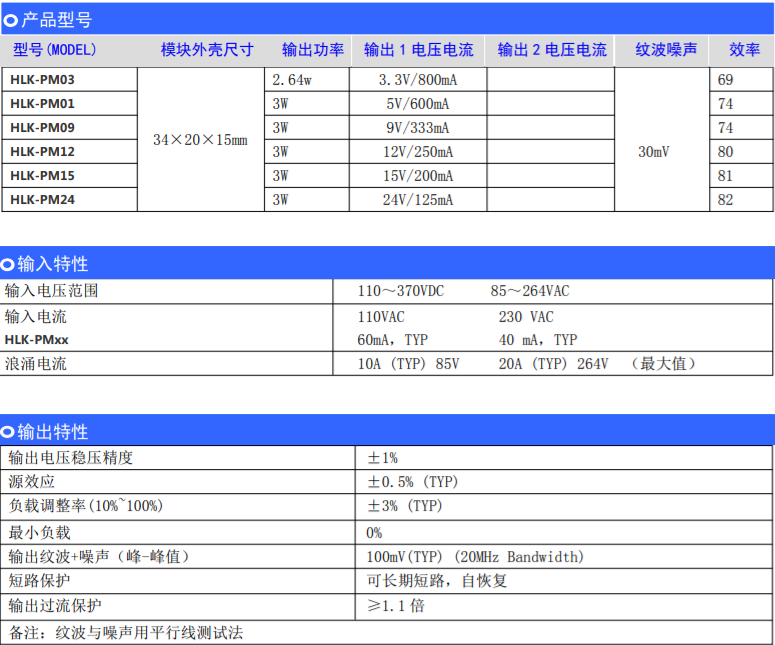 产品型号
型号(MODEL) 模块外壳尺寸 输出功率 输出1电压电流 输出2电压电流 纹波噪声 效率
HLK-PM03 2.64w 3.3V/800mA 69
HLK-PM01 3W 5V/600mA 74
HLK-PM09 3W 9V/333mA 74
34×20×15mm
HLK-PM12 3W 12V/250mA 30mV 80
HLK-PM15 3W 15V/200mA 81
HLK-PM24 3W 24V/125mA 82
输入特性
输入电压范围 110～370VDC 85～264VAC
输入电流 110VAC 230 VAC
HLK-PMxx 60mA, TYP 40 mA, TYP
浪涌电流 10A (TYP) 85V 20A (TYP) 264V （最大值）
输出特性
输出电压稳压精度 ±1%
源效应 ±0.5% (TYP)
负载调整率(10%~100%) ±3% (TYP)
最小负载 0%
输出纹波+噪声（峰-峰值） 100mV(TYP) (20MHz Bandwidth)
短路保护 可长期短路，自恢复
输出过流保护 ≥1.1倍
备注：纹波与噪声用平行线测试法